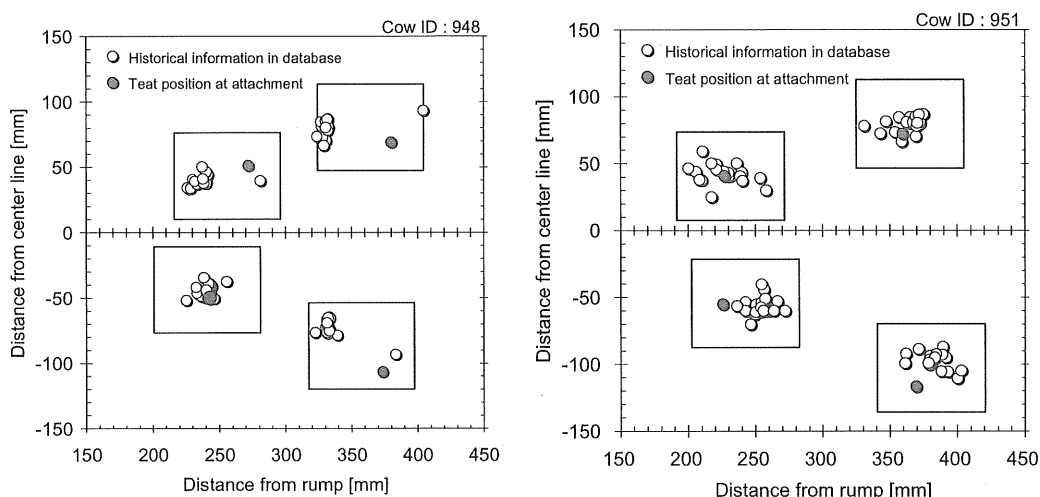 Cow ID : 948
Historical information in database
Teat position at attachment
150
100
50
0
-50
-100
-150
150
200
250
300
350
400
450
Distance from center line [mm]
Distance from rump [mm]
Cow ID : 951
Historical information in database
Teat position at attachment
150
100
50
0
-50
-100
-150
150
200
250
300
350
400
450
Distance from center line [mm]
Distance from rump [mm]